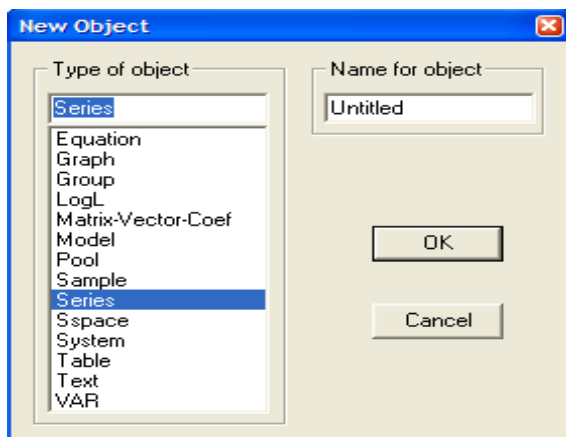 New Object
Type of object
Series
Equation
Graph
Group
LogL
Matrix-Vector-Coef
Model
Pool
Sample
Series
Sspace
System
Table
Text
VAR
Name for object
Untitled
OK
Cancel